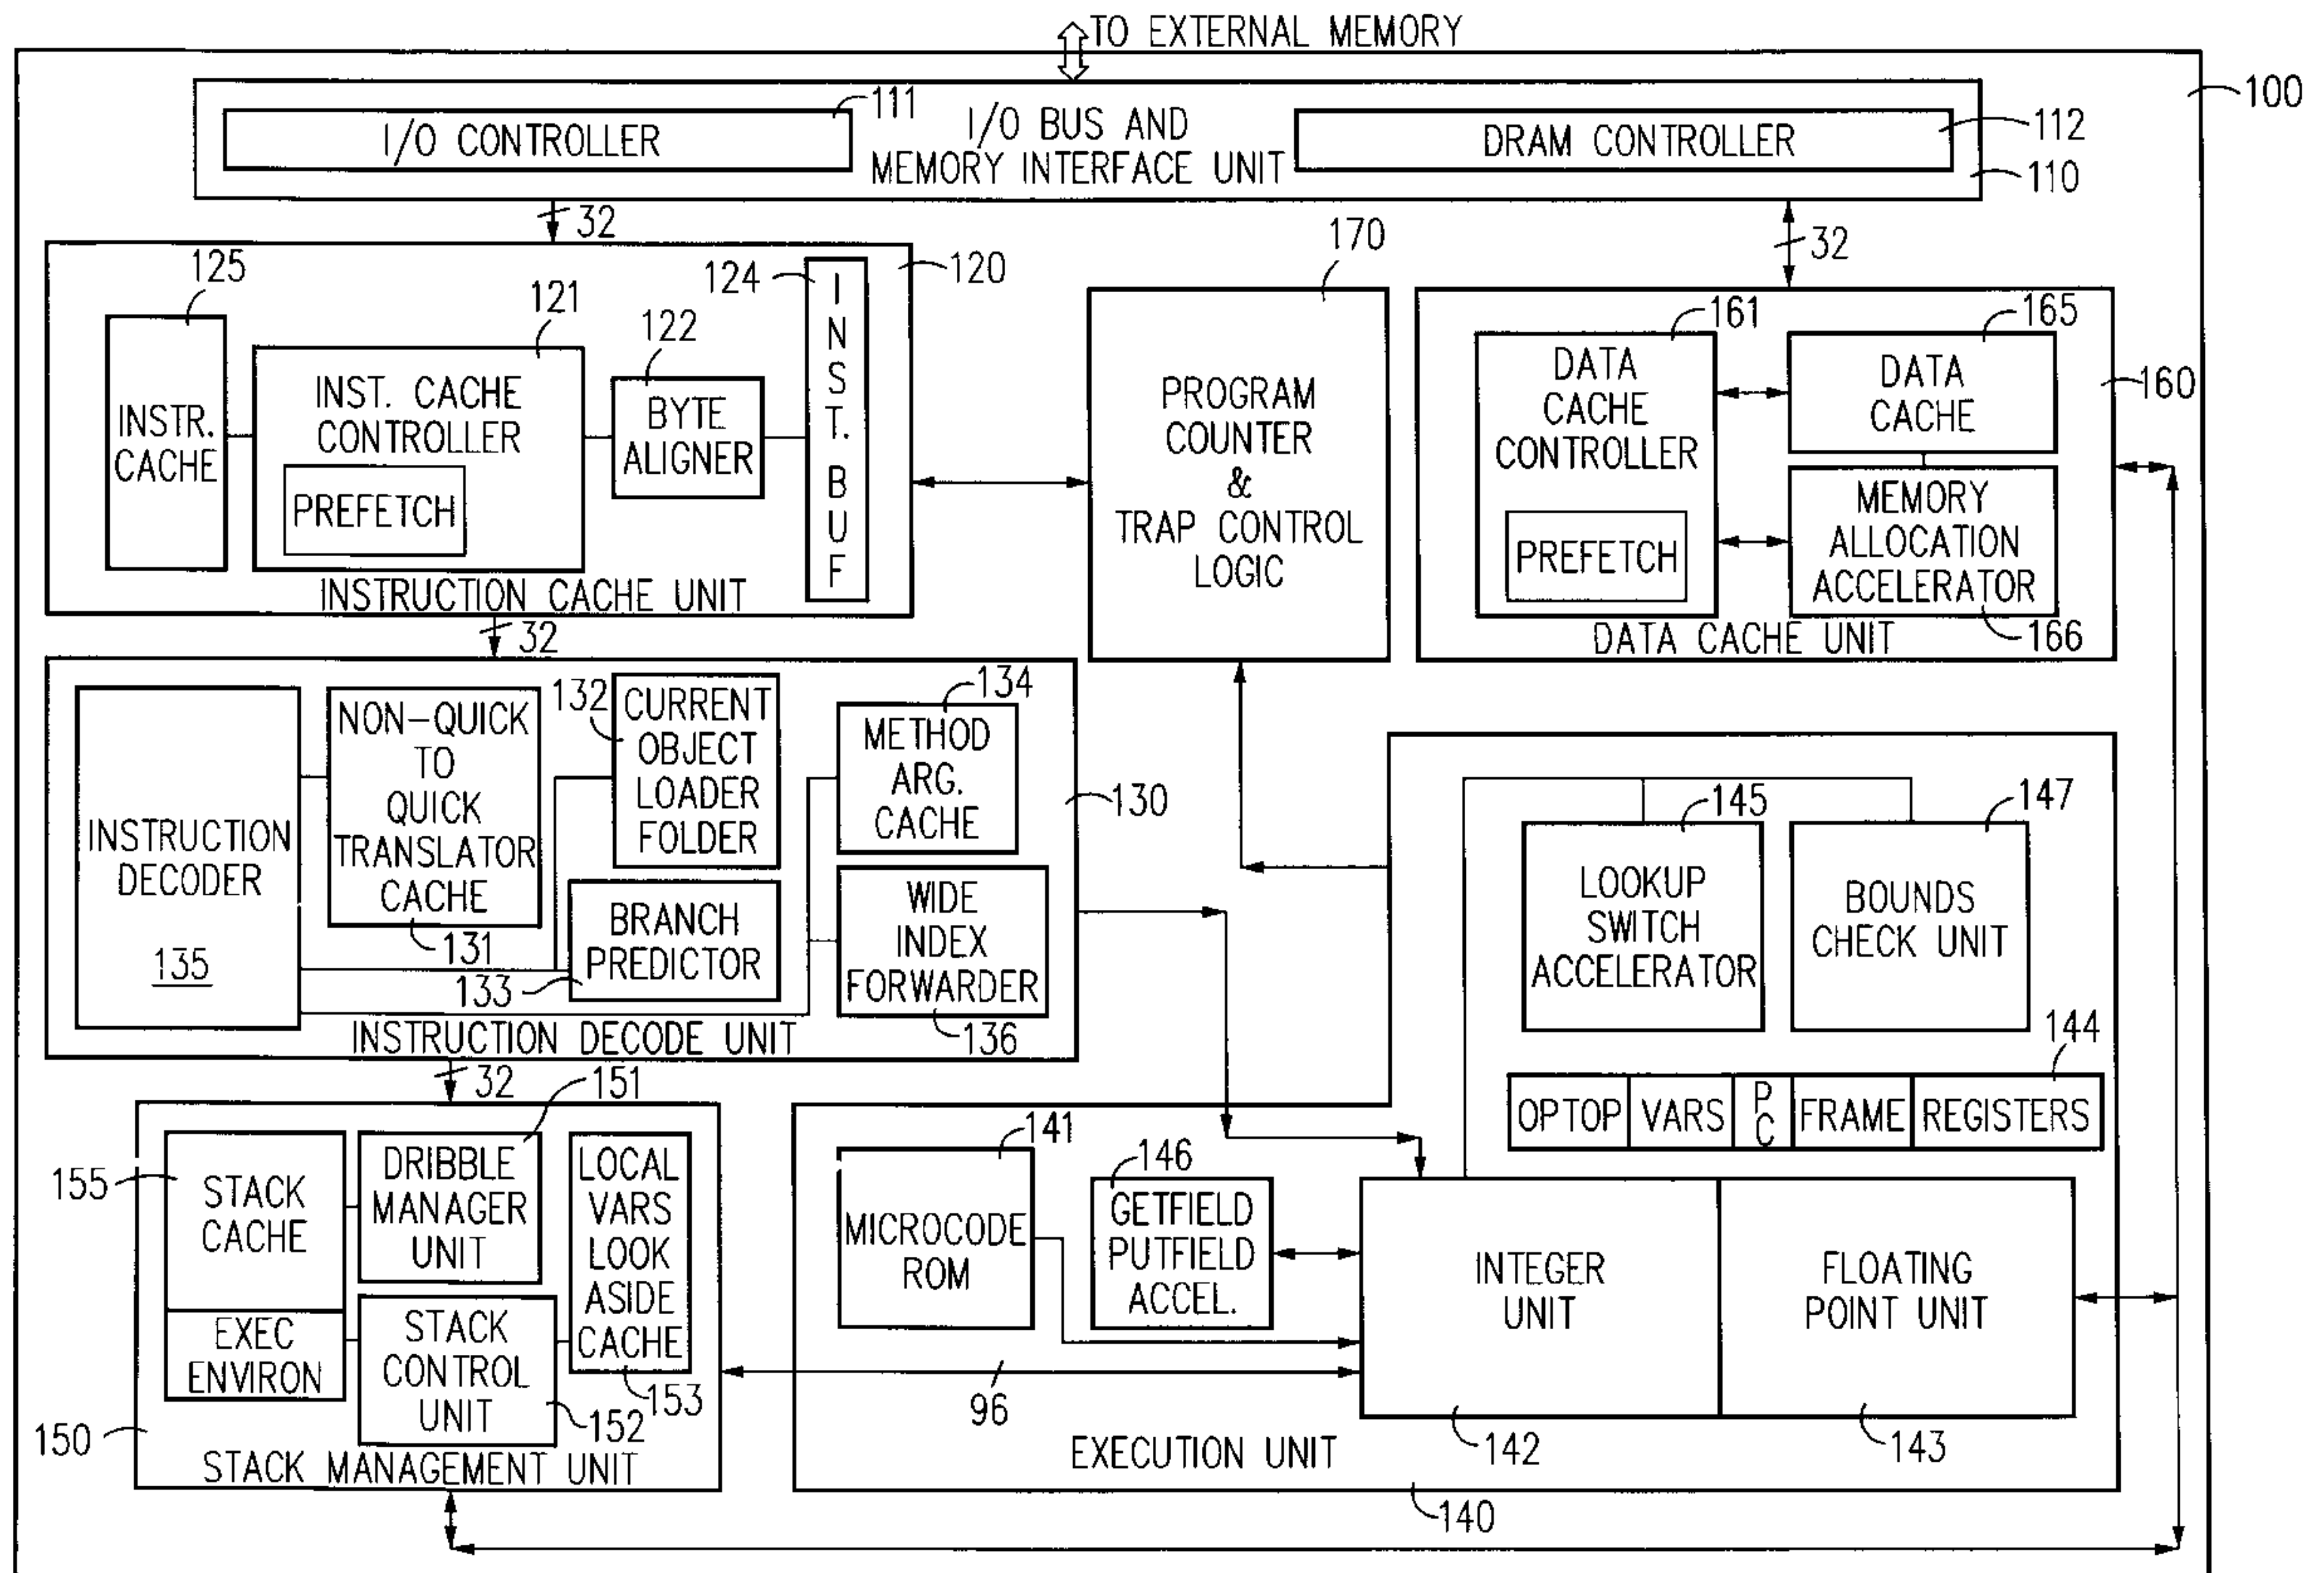 TO EXTERNAL MEMORY
100
111
I/O CONTROLLER
I/O BUS AND
MEMORY INTERFACE UNIT
DRAM CONTROLLER
112
110
32
32
125
121
122
124
120
INSTR.
CACHE
INST. CACHE
CONTROLLER
PREFETCH
BYTE
ALIGNER
INST. BUF
INSTRUCTION CACHE UNIT
170
PROGRAM
COUNTER
&
TRAP CONTROL
LOGIC
161
165
160
DATA
CACHE
CONTROLLER
PREFETCH
DATA
CACHE
MEMORY
ALLOCATION
ACCELERATOR
DATA CACHE UNIT
166
32
INSTRUCTION
DECODER
135
NON-QUICK
TO
QUICK
TRANSLATOR
CACHE
131
132
CURRENT
OBJECT
LOADER
FOLDER
134
METHOD
ARG.
CACHE
130
133
BRANCH
PREDICTOR
WIDE
INDEX
FORWARDER
136
INSTRUCTION DECODE UNIT
145
147
LOOKUP
SWITCH
ACCELERATOR
BOUNDS
CHECK UNIT
144
OPTOP
VARS
PC
FRAME
REGISTERS
32
151
155
STACK
CACHE
EXEC
ENVIRON
DRIBBLE
MANAGER
UNIT
STACK
CONTROL
UNIT
LOCAL
VARS
LOOK
ASIDE
CACHE
153
152
150
STACK MANAGEMENT UNIT
141
MICROCODE
ROM
146
GETFIELD
PUTFIELD
ACCEL.
INTEGER
UNIT
FLOATING
POINT UNIT
96
142
143
EXECUTION UNIT
140